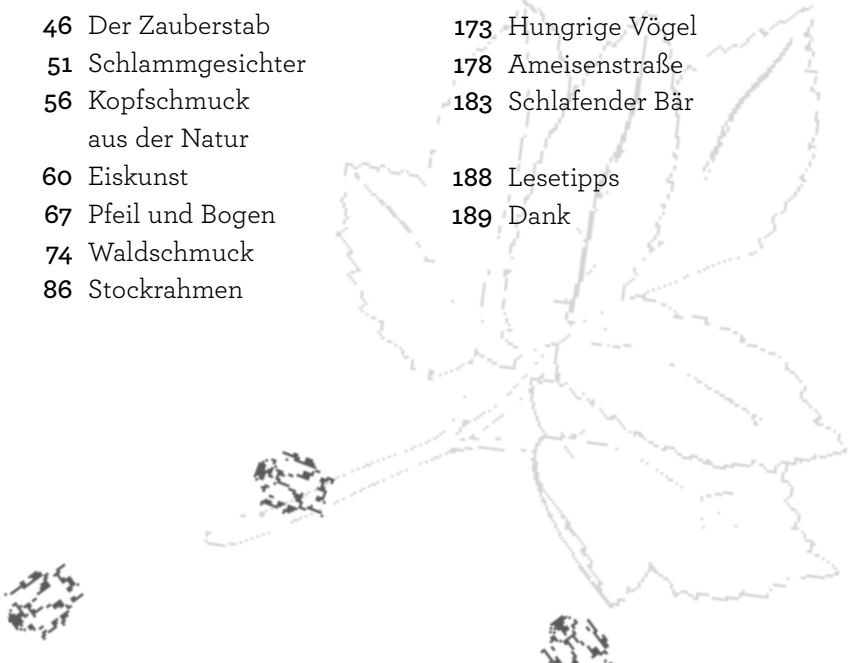 46 Der Zauberstab
51 Schlammgesichter
56 Kopfschmuck
aus der Natur
60 Eiskunst
67 Pfeil und Bogen
74 Waldschmuck
86 Stockrahmen
173 Hungrige Vögel
178 Ameisenstraße
183 Schlafender Bär
188 Lesetipps
189 Dank